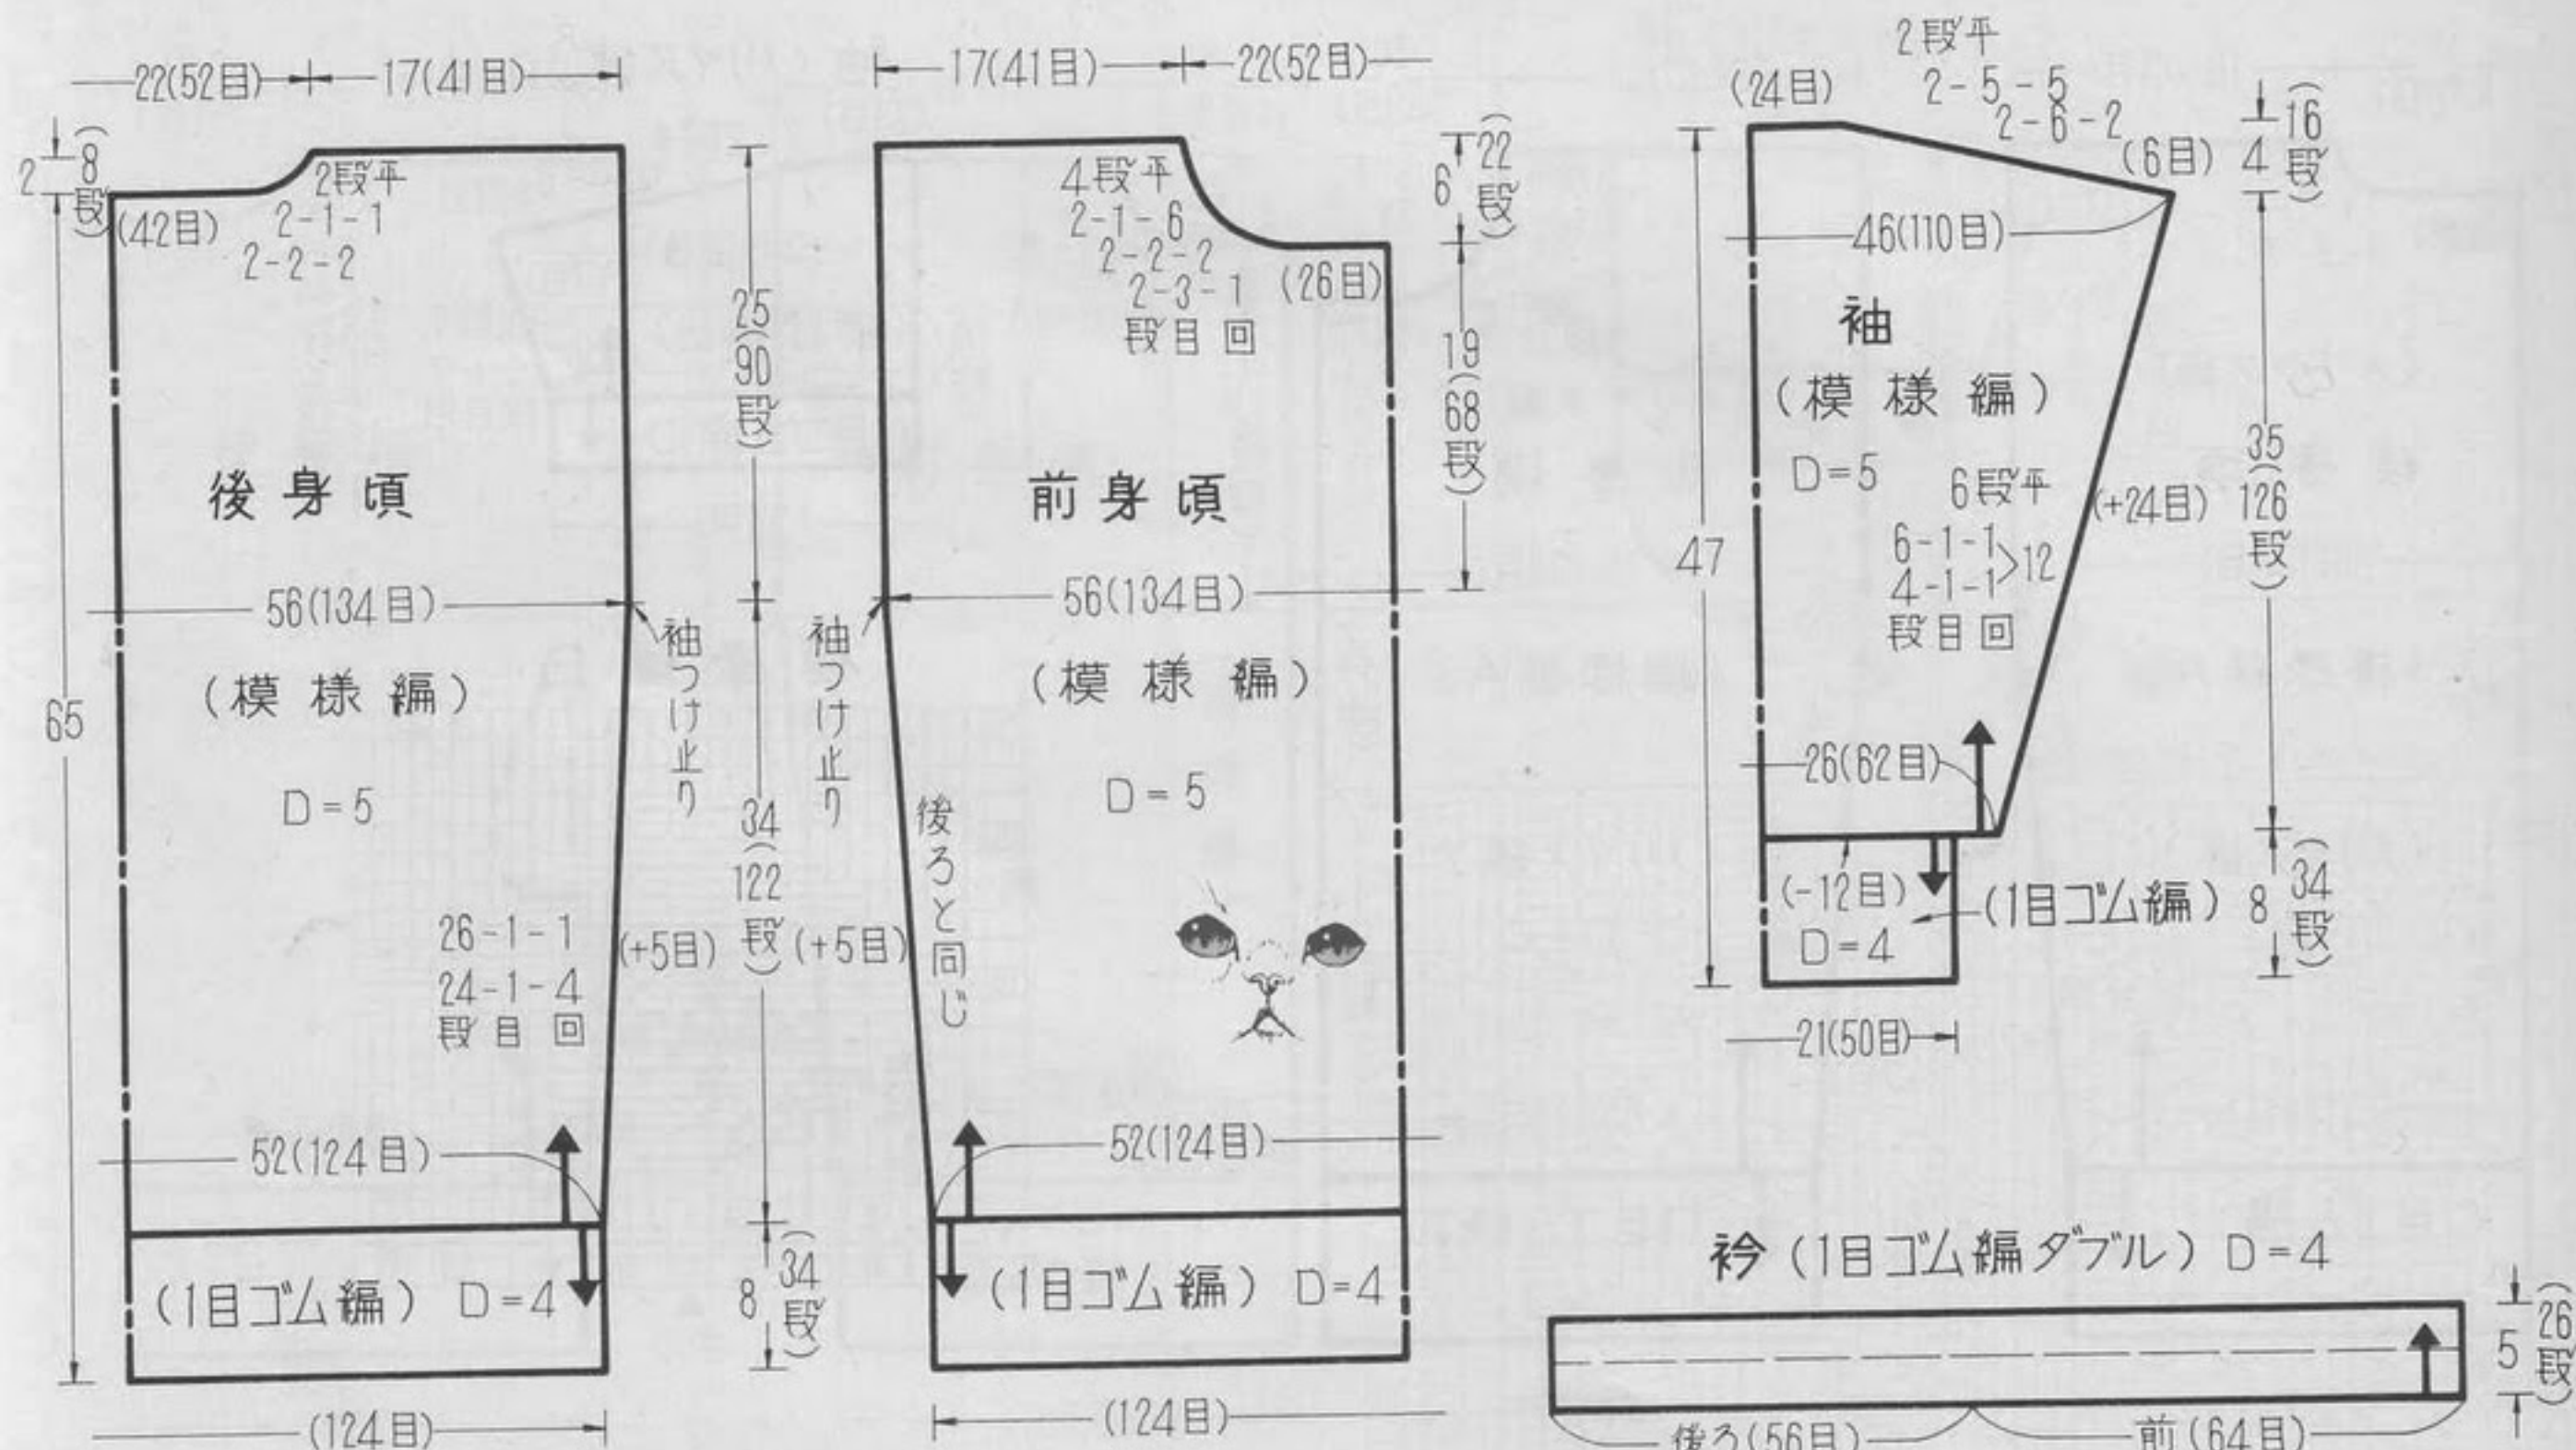 22(52目)
17(41目)
2
(8段)
2段平
2-1-1
2-2-2
(42目)
後身頃
56(134目)
(模様編)
D=5
65
26-1-1
24-1-4
段目回
(+5目)
52(124目)
(1目ゴム編) D=4
(124目)
25(90段)
34(122段)
8(34段)
袖つけ止り
17(41目)
22(52目)
4段平
2-1-6
2-2-2
2-3-1
段目回
(26目)
6(22段)
19(68段)
前身頃
56(134目)
袖つけ止り
(模様編)
D=5
後ろと同じ
(+5目)
52(124目)
(1目ゴム編) D=4
(124目)
2段平
2-5-5
2-6-2
(24目)
(6目)
4(16段)
46(110目)
袖
(模様編)
D=5
6段平
6-1-1
4-1-1
>12
段目回
(+24目)
35(126段)
47
26(62目)
(-12目)
D=4
(1目ゴム編)
8(34段)
21(50目)
衿(1目ゴム編ダブル) D=4
5(26段)
後ろ(56目)
前(64目)